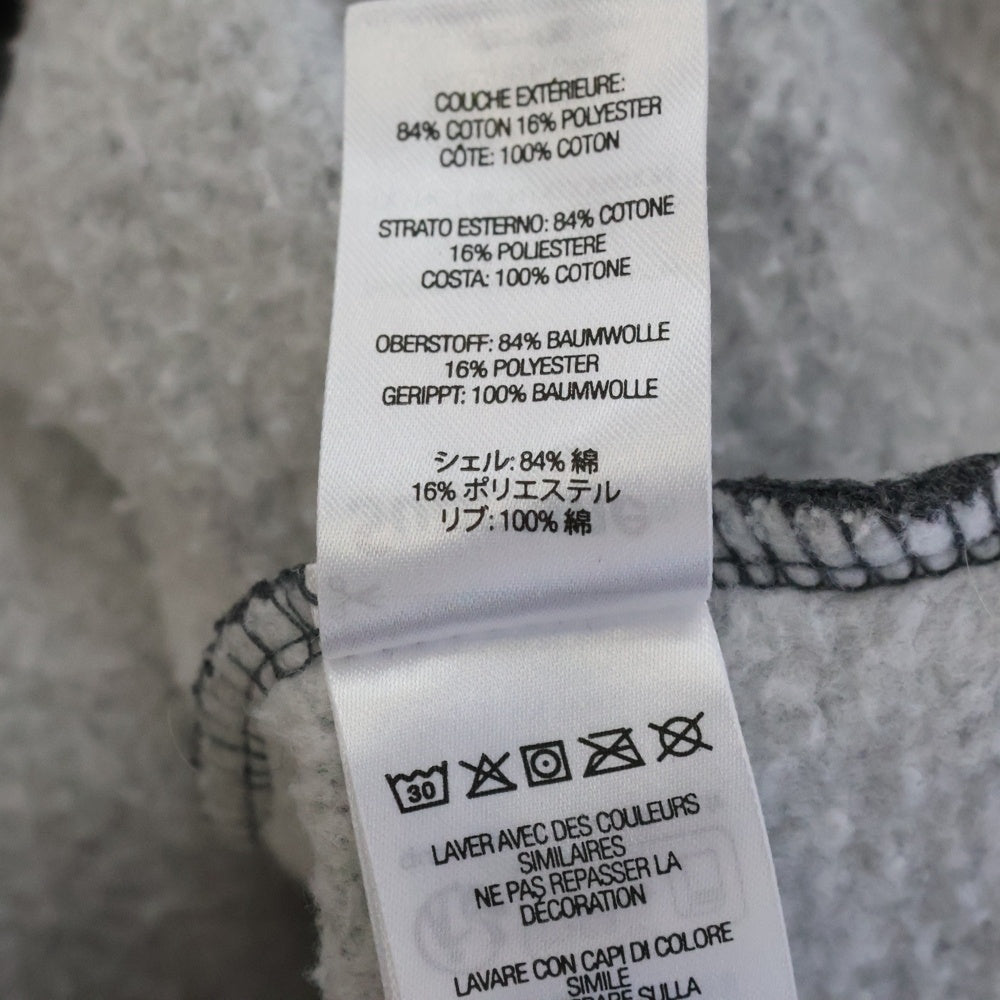 COUCHE EXTÉRIEURE:
84% COTON 16% POLYESTER
CÔTE: 100% COTON
STRATO ESTERNO: 84% COTONE
16% POLIESTERE
COSTA: 100% COTONE
OBERSTOFF: 84% BAUMWOLLE
16% POLYESTER
GERIPPT: 100% BAUMWOLLE
シェル: 84% 綿
16% ポリエステル
リブ: 100% 綿
30
LAVER AVEC DES COULEURS
SIMILAIRES
NE PAS REPASSER LA
DÉCORATION
LAVARE CON CAPI DI COLORE
SIMILE
SULLA